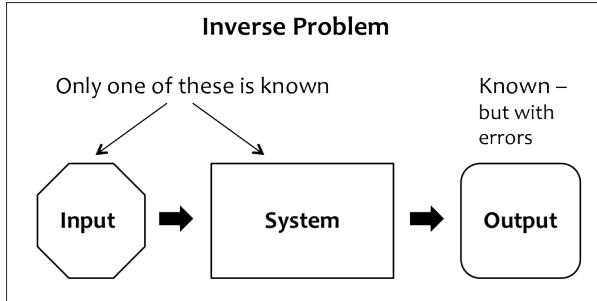 Inverse Problem
Only one of these is known
Known –
but with
errors
Input
System
Output